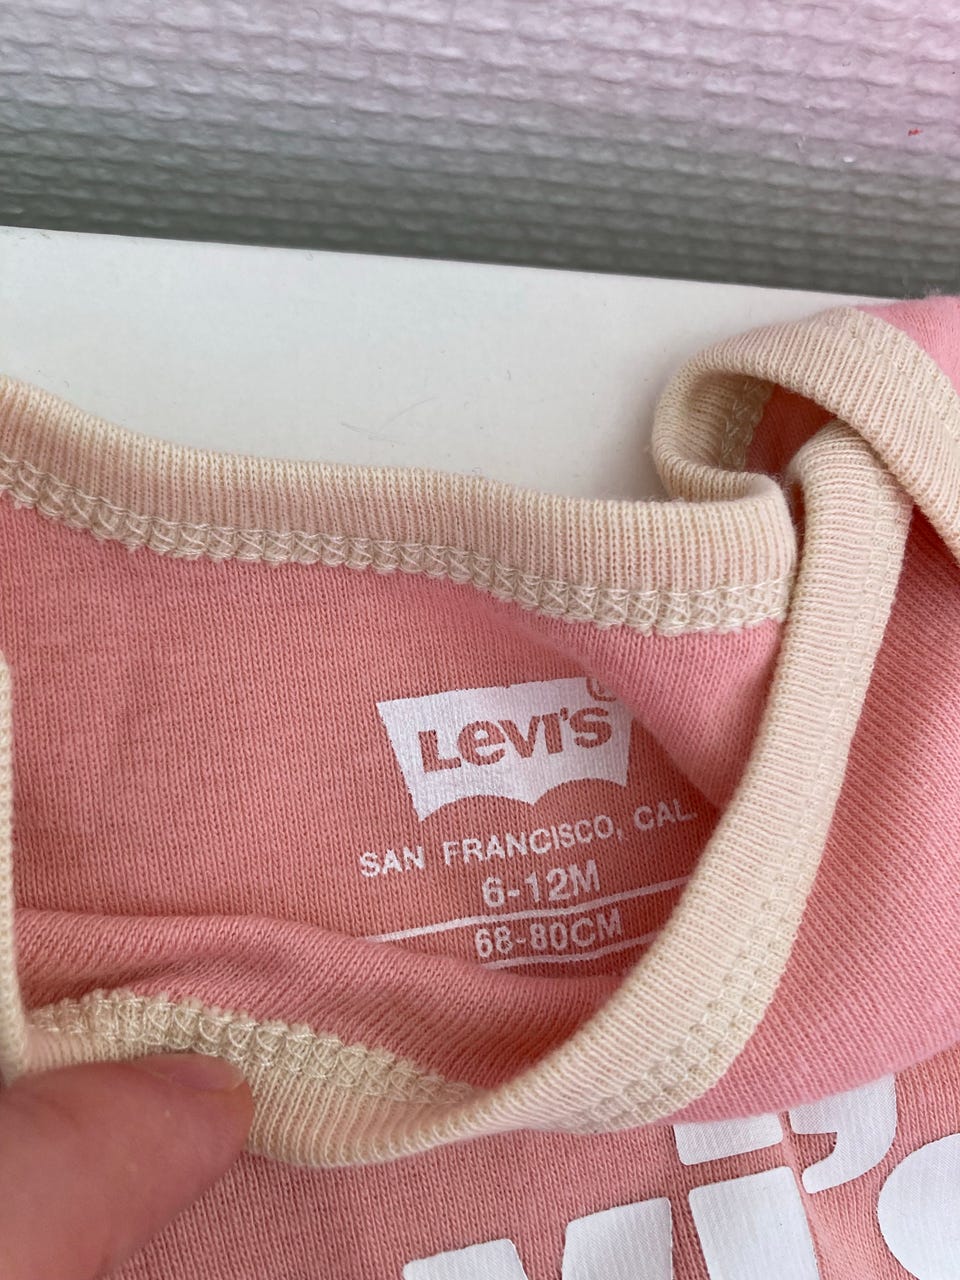 Levi's
SAN FRANCISCO, CAL.
6-12M
68-80CM